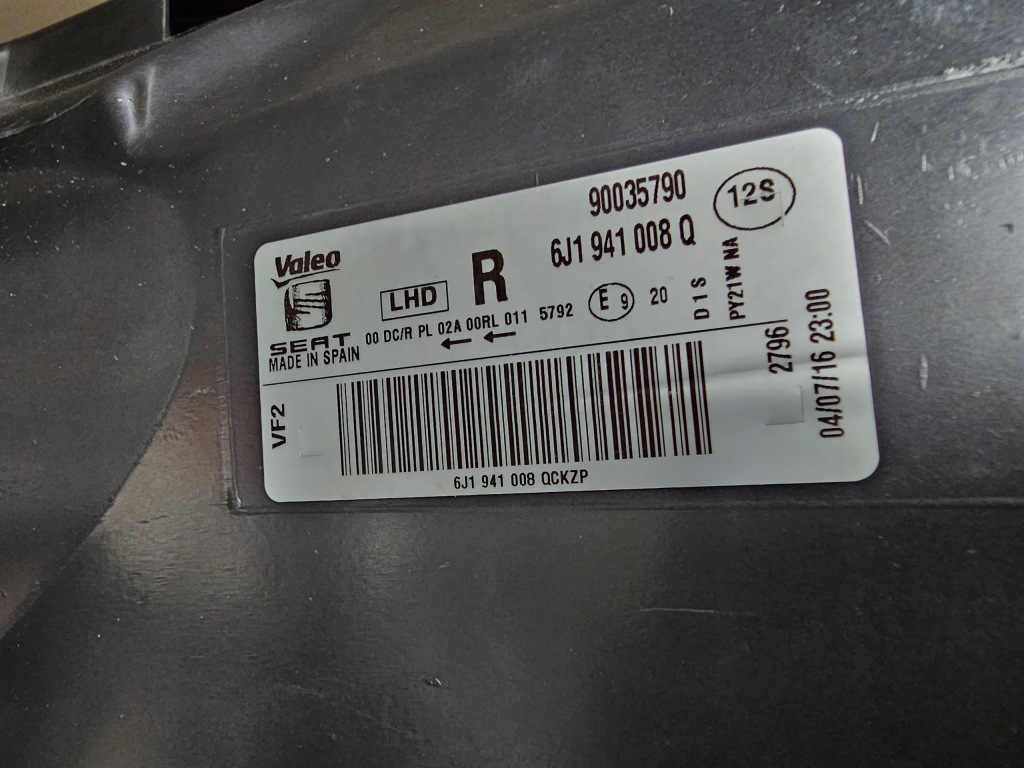 90035790
12S
Valeo
6J1 941 008 Q
LHD
R
SEAT
MADE IN SPAIN
00 DC/R PL 02A 00RL 011 5792
E 9
20
D1S
PY21W NA
2796
04/07/16 23:00
VF2
6J1 941 008 QCKZP